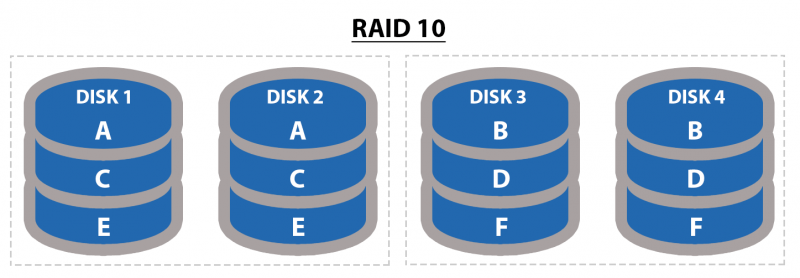 RAID 10
DISK 1 DISK 2 DISK 3 DISK 4
A A B B
C C D D
E E F F